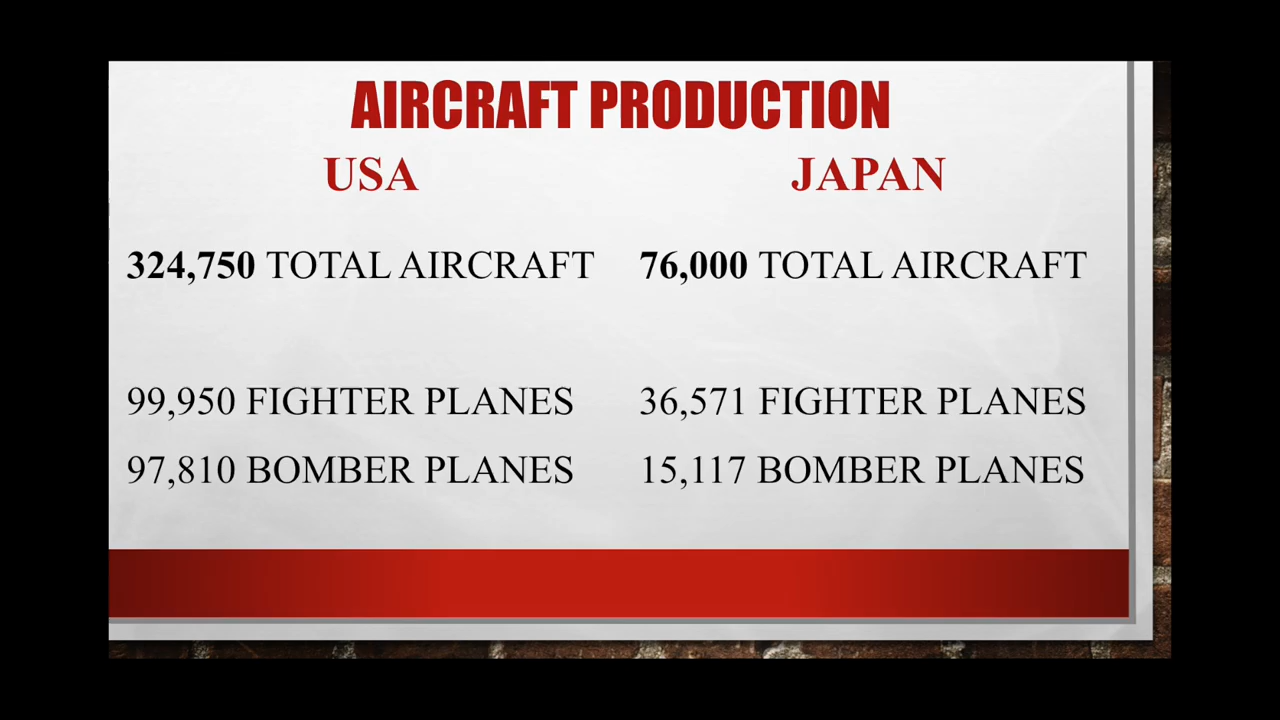 AIRCRAFT PRODUCTION
USA
JAPAN
324,750 TOTAL AIRCRAFT
76,000 TOTAL AIRCRAFT
99,950 FIGHTER PLANES
36,571 FIGHTER PLANES
97,810 BOMBER PLANES
15,117 BOMBER PLANES